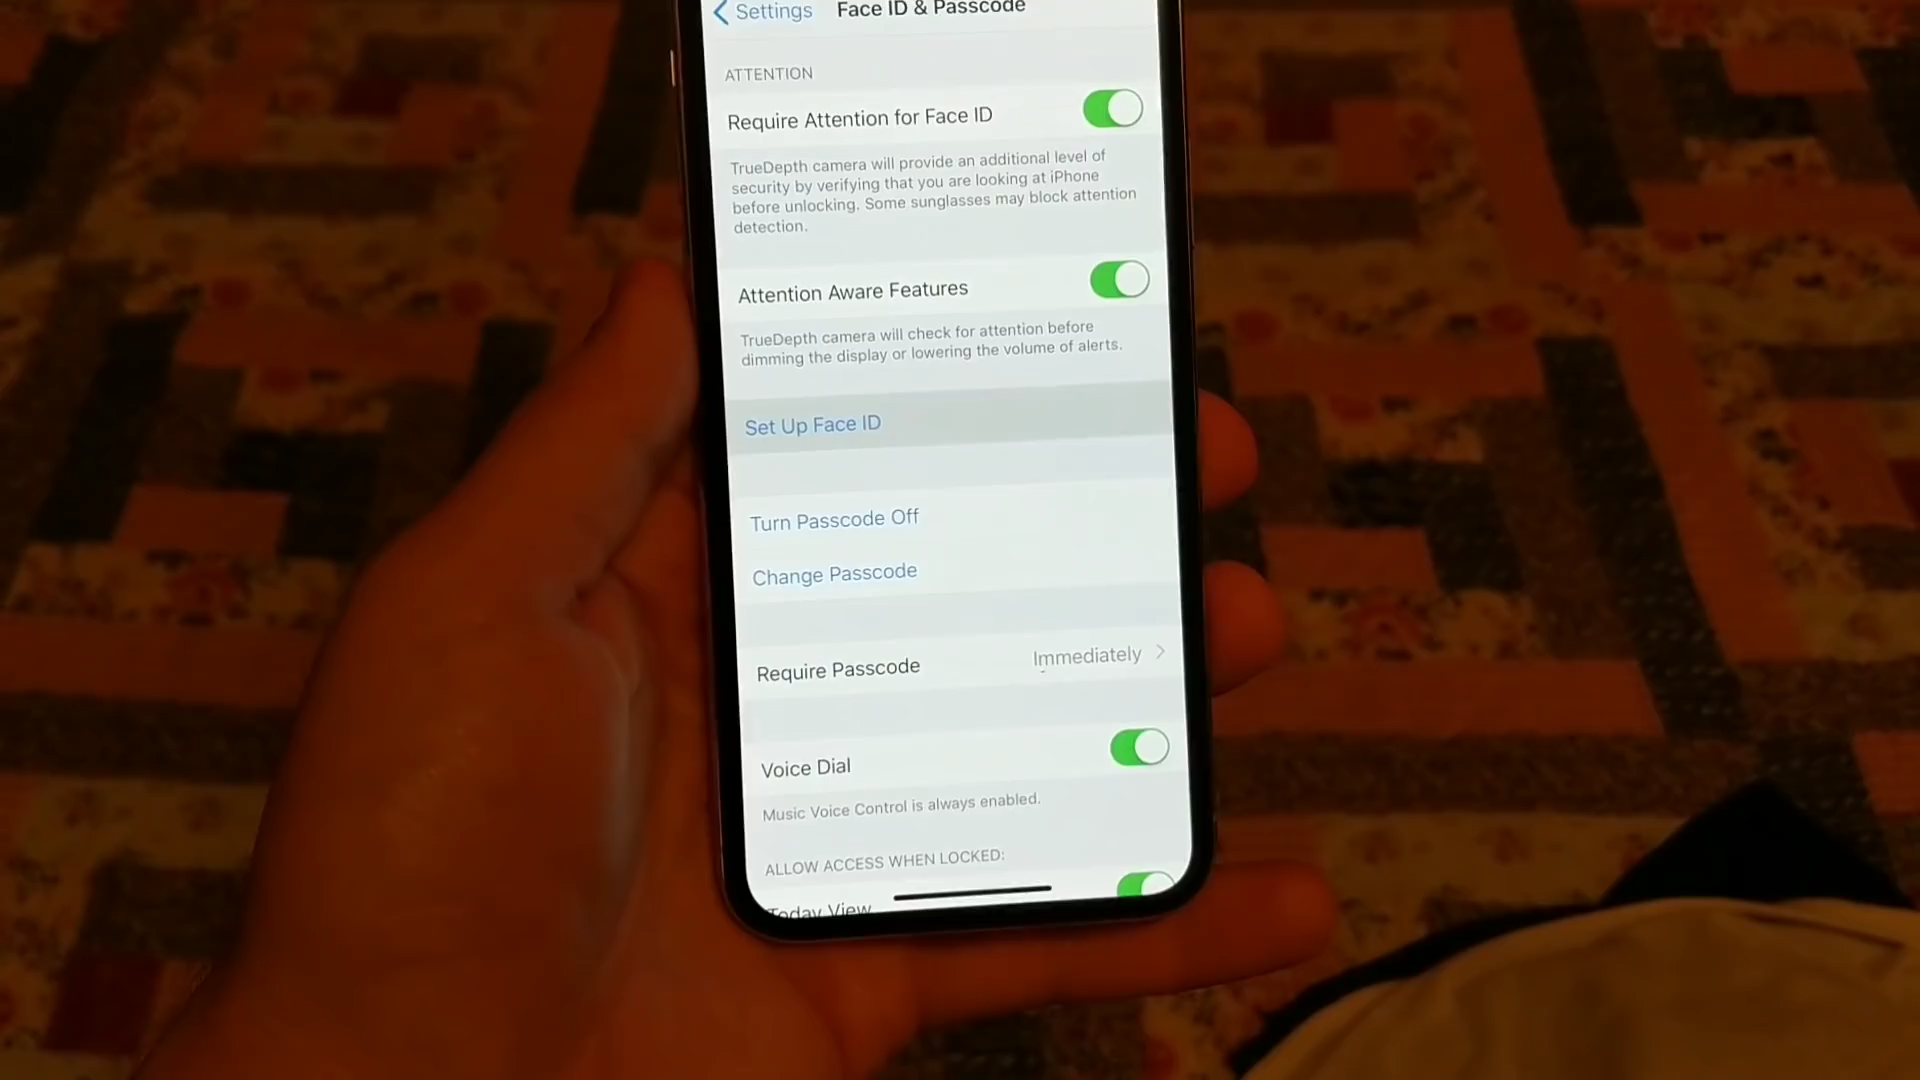 Settings
Face ID & Passcode
ATTENTION
Require Attention for Face ID
TrueDepth camera will provide an additional level of
security by verifying that you are looking at iPhone
before unlocking. Some sunglasses may block attention
detection.
Attention Aware Features
TrueDepth camera will check for attention before
dimming the display or lowering the volume of alerts.
Set Up Face ID
Turn Passcode Off
Change Passcode
Require Passcode
Immediately
Voice Dial
Music Voice Control is always enabled.
ALLOW ACCESS WHEN LOCKED:
Today View